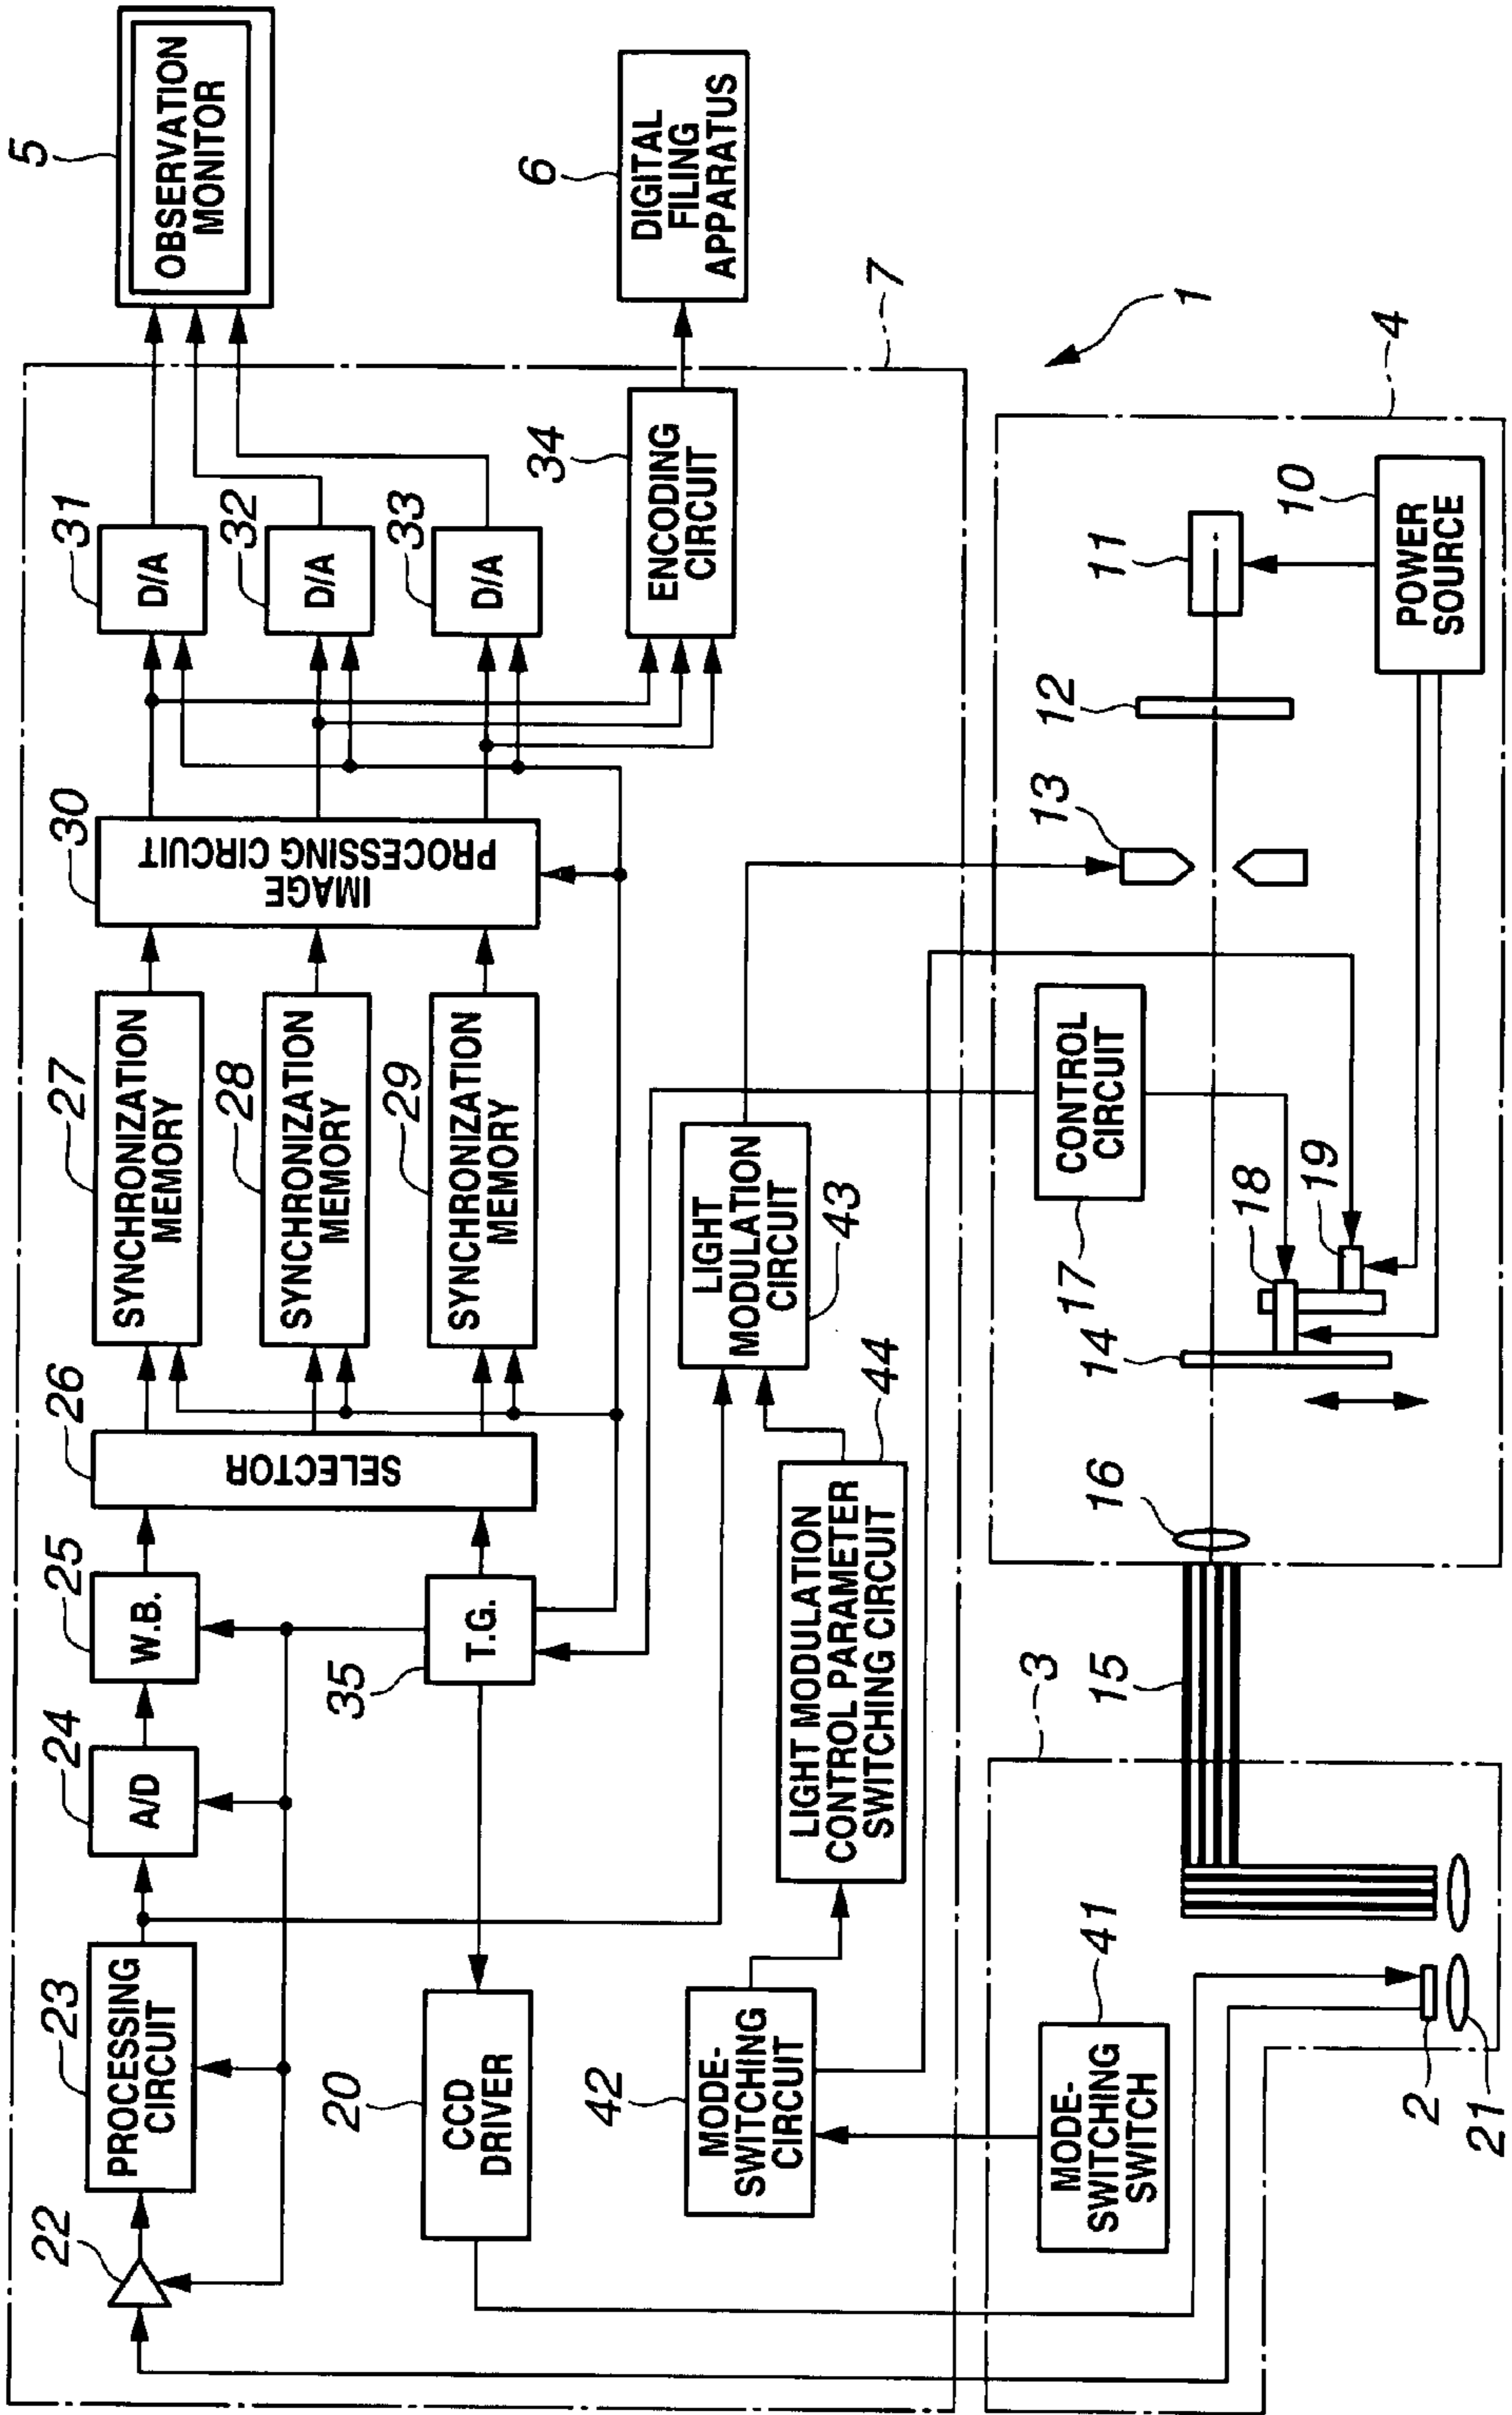 22
23
PROCESSING
CIRCUIT
24
A/D
25
W.B.
26
SELECTOR
27
SYNCHRONIZATION
MEMORY
28
SYNCHRONIZATION
MEMORY
29
SYNCHRONIZATION
MEMORY
30
IMAGE
PROCESSING CIRCUIT
31
D/A
32
D/A
33
D/A
5
OBSERVATION
MONITOR
34
ENCODING
CIRCUIT
6
DIGITAL
FILING
APPARATUS
20
CCD
DRIVER
35
T.G.
42
MODE-
SWITCHING
CIRCUIT
LIGHT MODULATION
CONTROL PARAMETER
SWITCHING CIRCUIT
44
LIGHT
MODULATION
CIRCUIT
43
7
1
MODE-
SWITCHING
SWITCH
41
2
21
3
15
16
14
17
CONTROL
CIRCUIT
18
19
13
12
11
10
POWER
SOURCE
4